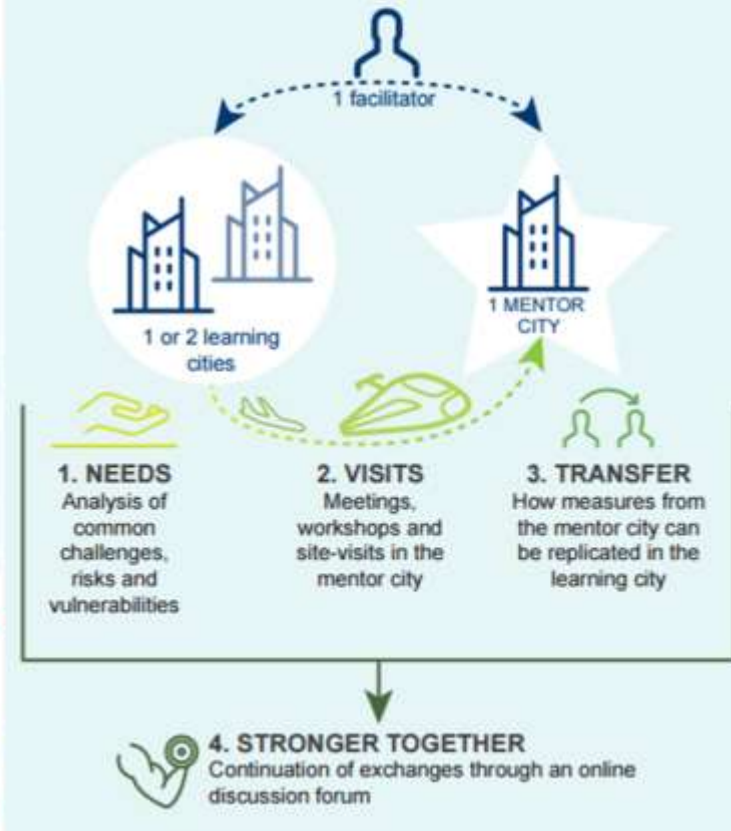 1 facilitator
1 or 2 learning
cities
1 MENTOR
CITY
1. NEEDS
Analysis of
common
challenges,
risks and
vulnerabilities
2. VISITS
Meetings,
workshops and
site-visits in the
mentor city
3. TRANSFER
How measures from
the mentor city can
be replicated in the
learning city
4. STRONGER TOGETHER
Continuation of exchanges through an online
discussion forum